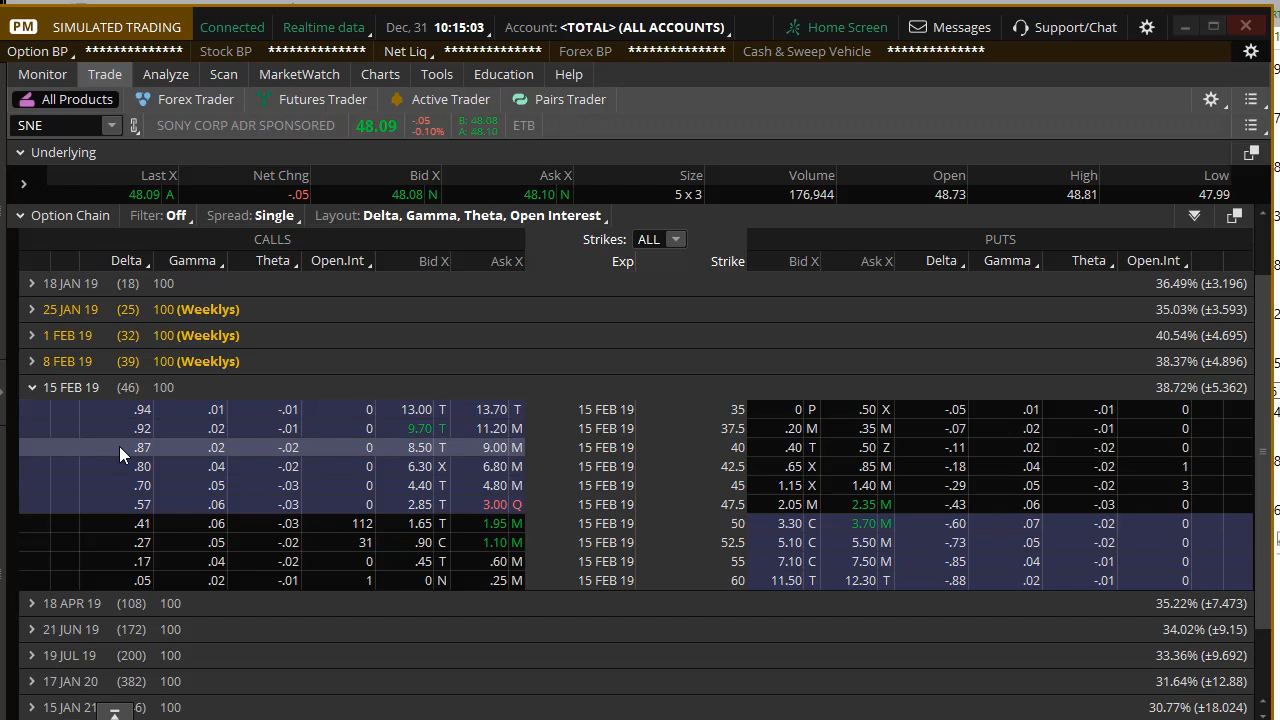 PM SIMULATED TRADING Connected Realtime data Dec, 31 10:15:03 Account: <TOTAL> (ALL ACCOUNTS) Home Screen Messages Support/Chat
Option BP ************** Stock BP ************** Net Liq ************** Forex BP ************** Cash & Sweep Vehicle **************
Monitor Trade Analyze Scan MarketWatch Charts Tools Education Help
All Products Forex Trader Futures Trader Active Trader Pairs Trader
SNE SONY CORP ADR SPONSORED 48.09 -.05 -0.10% B: 48.08 A: 48.10 ETB
Underlying
Last X Net Chng Bid X Ask X Size Volume Open High Low
48.09 A -.05 48.08 N 48.10 N 5 x 3 176,944 48.73 48.81 47.99
Option Chain Filter: Off Spread: Single Layout: Delta, Gamma, Theta, Open Interest
CALLS Strikes: ALL PUTS
Delta Gamma Theta Open.Int Bid X Ask X Exp Strike Bid X Ask X Delta Gamma Theta Open.Int
18 JAN 19 (18) 100 36.49% (±3.196)
25 JAN 19 (25) 100 (Weeklys) 35.03% (±3.593)
1 FEB 19 (32) 100 (Weeklys) 40.54% (±4.695)
8 FEB 19 (39) 100 (Weeklys) 38.37% (±4.896)
15 FEB 19 (46) 100 38.72% (±5.362)
.94 .01 -.01 0 13.00 T 13.70 T 15 FEB 19 35 0 P .50 X -.05 .01 -.01 0
.92 .02 -.01 0 9.70 T 11.20 M 15 FEB 19 37.5 .20 M .35 M -.07 .02 -.01 0
.87 .02 -.02 0 8.50 T 9.00 M 15 FEB 19 40 .40 T .50 Z -.11 .02 -.01 0
.80 .04 -.02 0 6.30 X 6.80 M 15 FEB 19 42.5 .65 X .85 M -.18 .04 -.02 1
.70 .05 -.03 0 4.40 T 4.80 M 15 FEB 19 45 1.15 X 1.40 M -.29 .05 -.02 3
.57 .06 -.03 0 2.85 T 3.00 Q 15 FEB 19 47.5 2.05 M 2.35 M -.43 .06 -.03 0
.41 .06 -.03 112 1.65 T 1.95 M 15 FEB 19 50 3.30 C 3.70 M -.60 .07 -.02 0
.27 .05 -.02 31 .90 C 1.10 M 15 FEB 19 52.5 5.10 C 5.50 M -.73 .05 -.02 0
.17 .04 -.02 0 .45 T .60 M 15 FEB 19 55 7.10 C 7.50 M -.85 .04 -.01 0
.05 .02 -.01 1 0 N .25 M 15 FEB 19 60 11.50 T 12.30 T -.88 .02 -.01 0
18 APR 19 (108) 100 35.22% (±7.473)
21 JUN 19 (172) 100 34.02% (±9.15)
19 JUL 19 (200) 100 33.36% (±9.692)
17 JAN 20 (382) 100 31.64% (±12.88)
15 JAN 21 100 30.77% (±18.024)